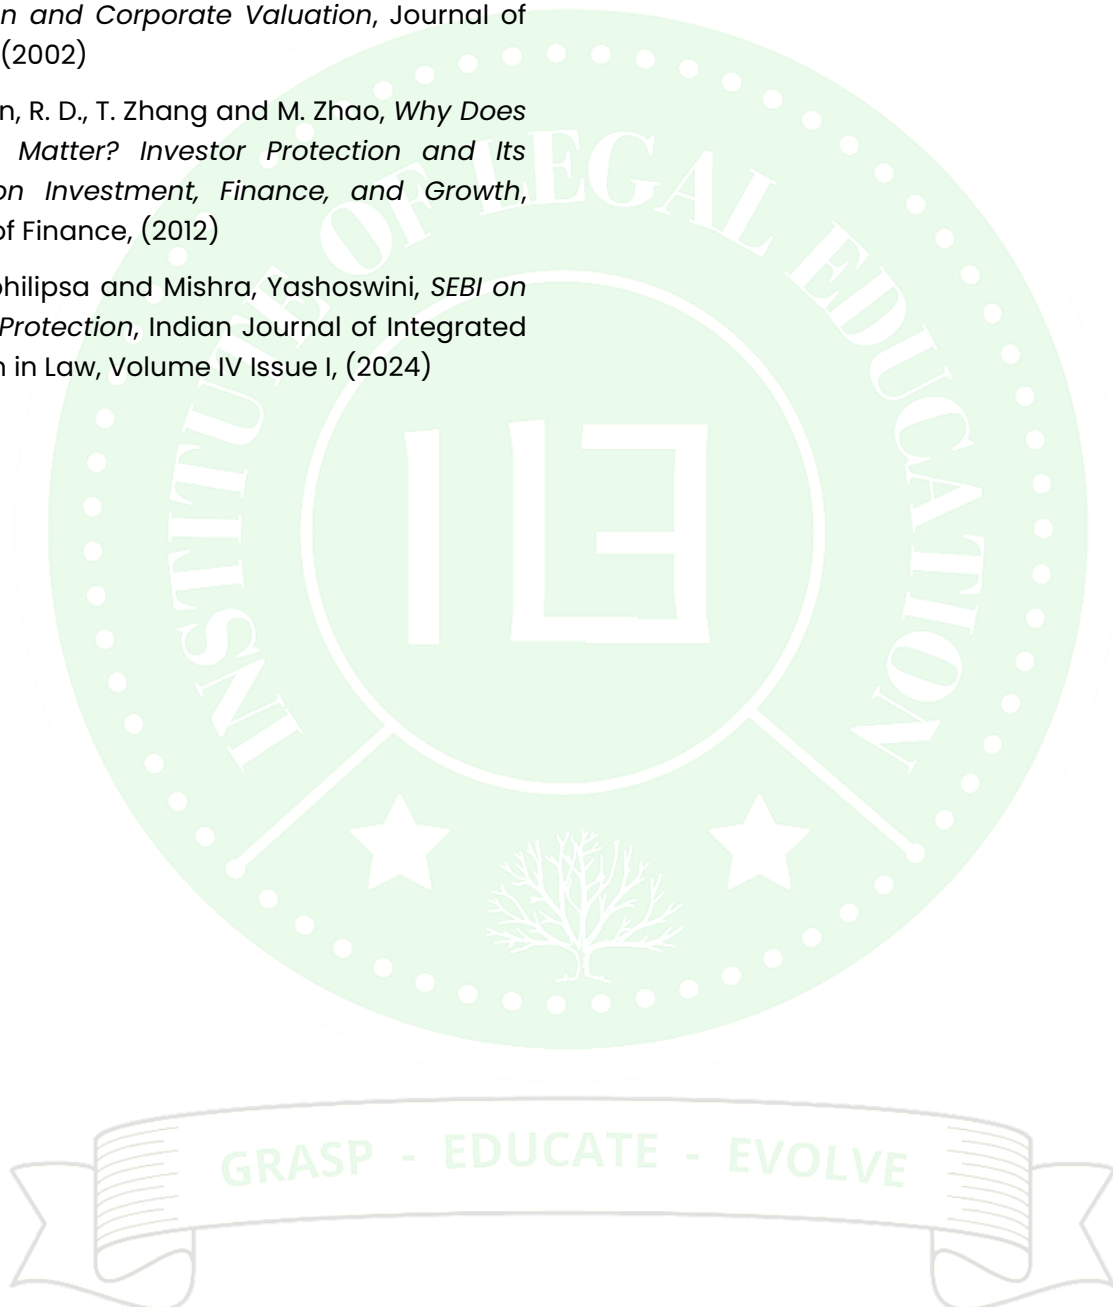 n and Corporate Valuation, Journal of
(2002)
n, R. D., T. Zhang and M. Zhao, Why Does
Matter? Investor Protection and Its
on Investment, Finance, and Growth,
of Finance, (2012)
philipsa and Mishra, Yashoswini, SEBI on
Protection, Indian Journal of Integrated
n in Law, Volume IV Issue I, (2024)
INSTITUTE OF LEGAL EDUCATION
ILE
GRASP - EDUCATE - EVOLVE